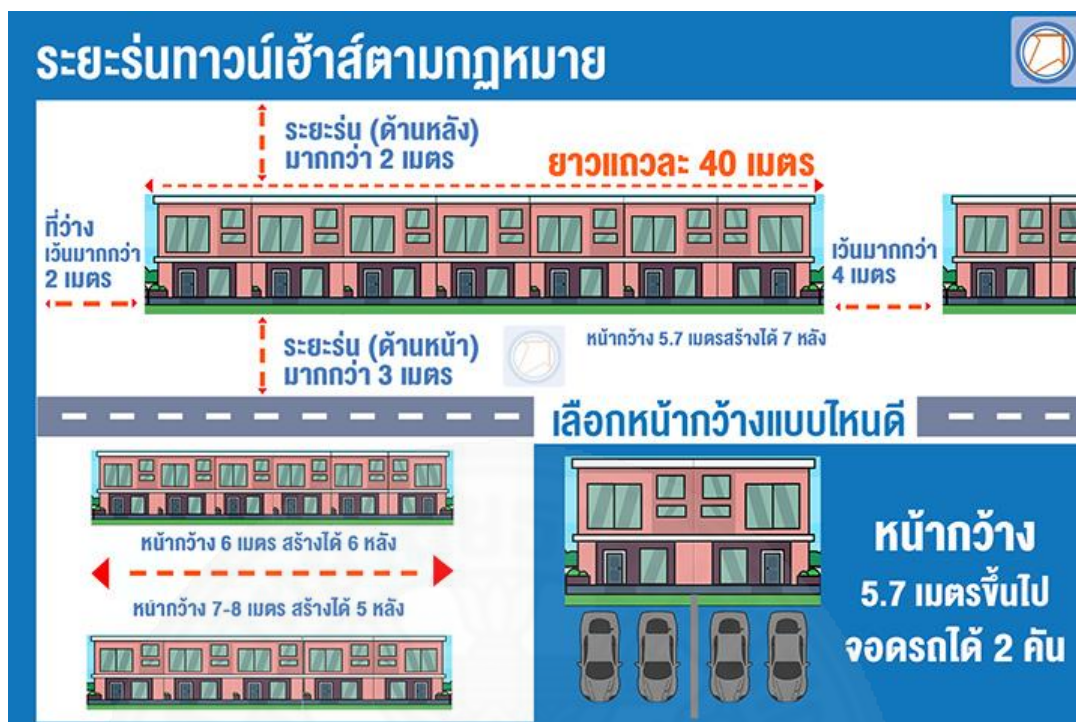 ระยะร่นทาวน์เฮ้าส์ตามกฎหมาย
ระยะร่น (ด้านหลัง)
มากกว่า 2 เมตร
ยาวแถวละ 40 เมตร
ที่ว่าง
เว้นมากกว่า
2 เมตร
เว้นมากกว่า
4 เมตร
ระยะร่น (ด้านหน้า)
มากกว่า 3 เมตร
หน้ากว้าง 5.7 เมตรสร้างได้ 7 หลัง
เลือกหน้ากว้างแบบไหนดี
หน้ากว้าง 6 เมตร สร้างได้ 6 หลัง
หน้ากว้าง 7-8 เมตร สร้างได้ 5 หลัง
หน้ากว้าง
5.7 เมตรขึ้นไป
จอดรถได้ 2 คัน